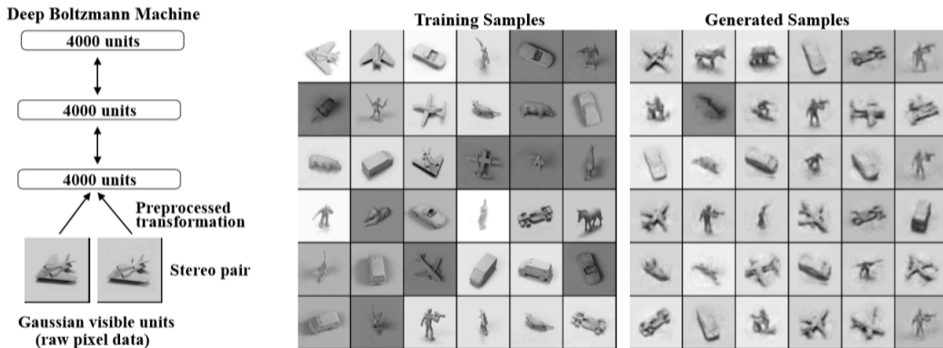 Deep Boltzmann Machine
4000 units
4000 units
4000 units
Preprocessed
transformation
Stereo pair
Gaussian visible units
(raw pixel data)
Training Samples
Generated Samples